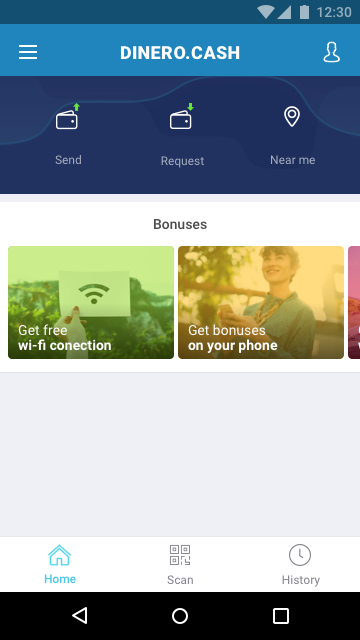 12:30
DINERO.CASH
Send
Request
Near me
Bonuses
Get free
wi-fi conection
Get bonuses
on your phone
Home
Scan
History